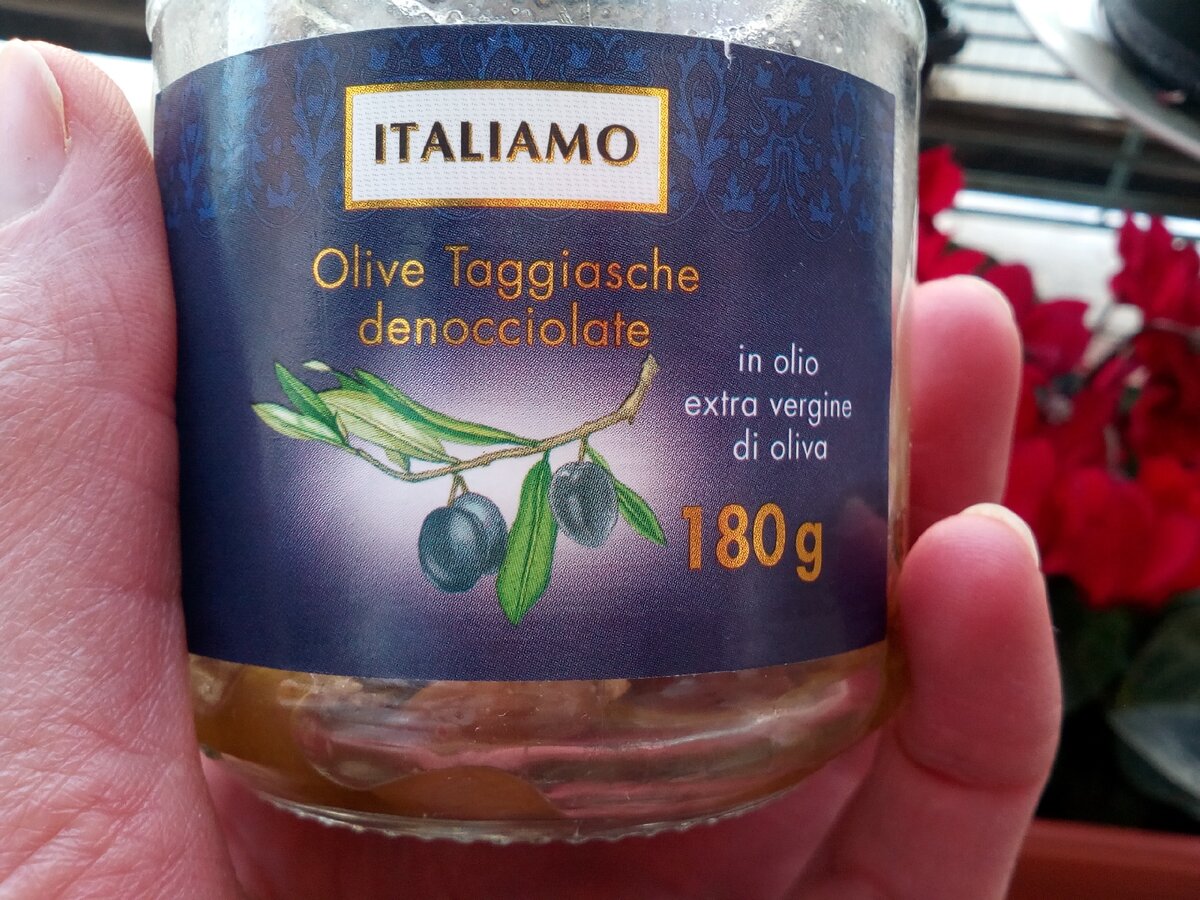 ITALIAMO
Olive Taggiasche
denocciolate
in olio
extra vergine
di oliva
180g